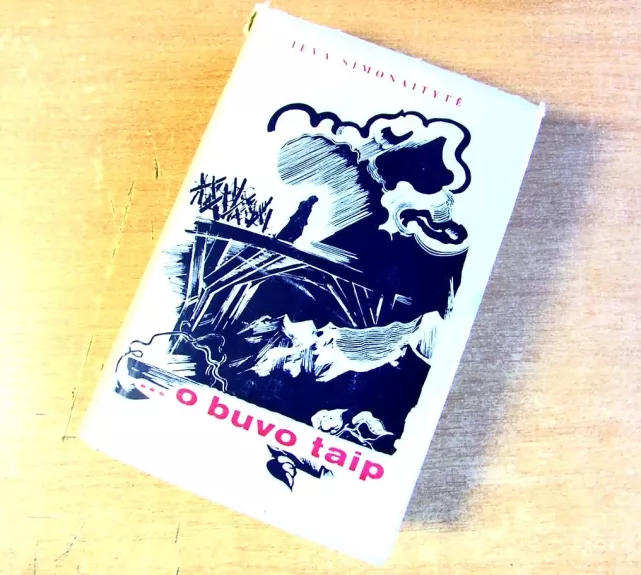 IEVA SIMONAITYTĖ
... o buvo taip